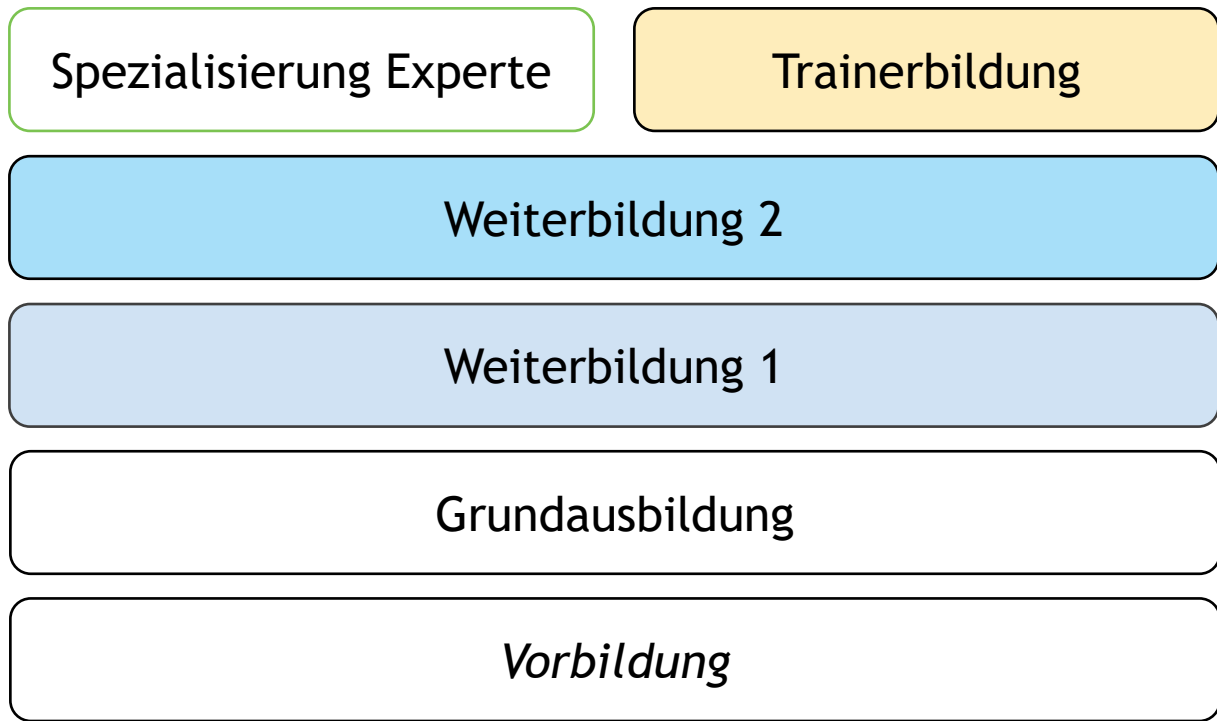 Spezialisierung Experte
Trainerbildung
Weiterbildung 2
Weiterbildung 1
Grundausbildung
Vorbildung